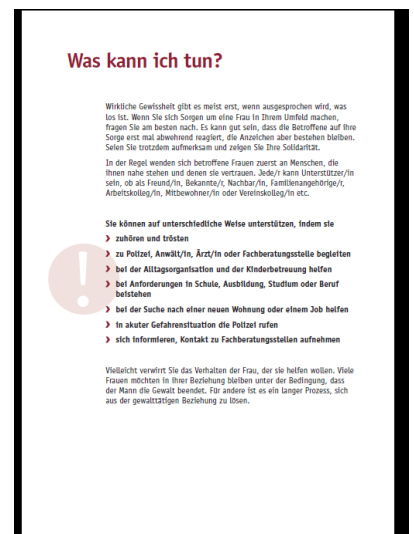 Was kann ich tun?
Wirkliche Gewissheit gibt es meist erst, wenn ausgesprochen wird, was
los ist. Wenn Sie sich Sorgen um eine Frau in Ihrem Umfeld machen,
fragen Sie am besten nach. Es kann gut sein, dass die Betroffene auf Ihre
Sorge erst mal abwehrend reagiert, die Anzeichen aber bestehen bleiben.
Seien Sie trotzdem aufmerksam und zeigen Sie Ihre Solidarität.
In der Regel wenden sich betroffene Frauen zuerst an Menschen, die
ihnen nahe stehen und denen sie vertrauen. Jede/r kann Unterstützer/in
sein, ob als Freund/in, Bekannte/r, Nachbar/in, Familienangehörige/r,
Arbeitskolleg/in, Mitbewohner/in oder Vereinskolleg/in etc.
Sie können auf unterschiedliche Weise unterstützen, indem sie
❯ zuhören und trösten
❯ zu Polizei, Anwält/in, Ärzt/in oder Fachberatungsstelle begleiten
❯ bei der Alltagsorganisation und der Kinderbetreuung helfen
❯ bei Anforderungen in Schule, Ausbildung, Studium oder Beruf
beistehen
❯ bei der Suche nach einer neuen Wohnung oder einem Job helfen
❯ in akuter Gefahrensituation die Polizei rufen
❯ sich informieren, Kontakt zu Fachberatungsstellen aufnehmen
Vielleicht verwirrt Sie das Verhalten der Frau, der sie helfen wollen. Viele
Frauen möchten in ihrer Beziehung bleiben unter der Bedingung, dass
der Mann die Gewalt beendet. Für andere ist es ein langer Prozess, sich
aus der gewalttätigen Beziehung zu lösen.